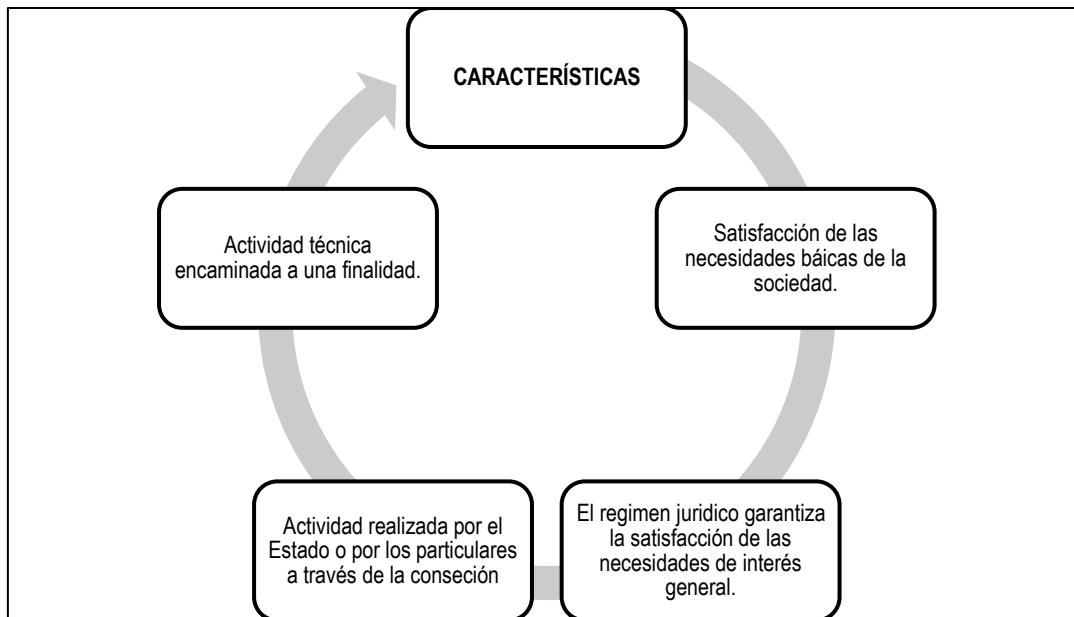 CARACTERÍSTICAS
Satisfacción de las
necesidades báicas de la
sociedad.
El regimen juridico garantiza
la satisfacción de las
necesidades de interés
general.
Actividad realizada por el
Estado o por los particulares
a través de la conseción
Actividad técnica
encaminada a una finalidad.